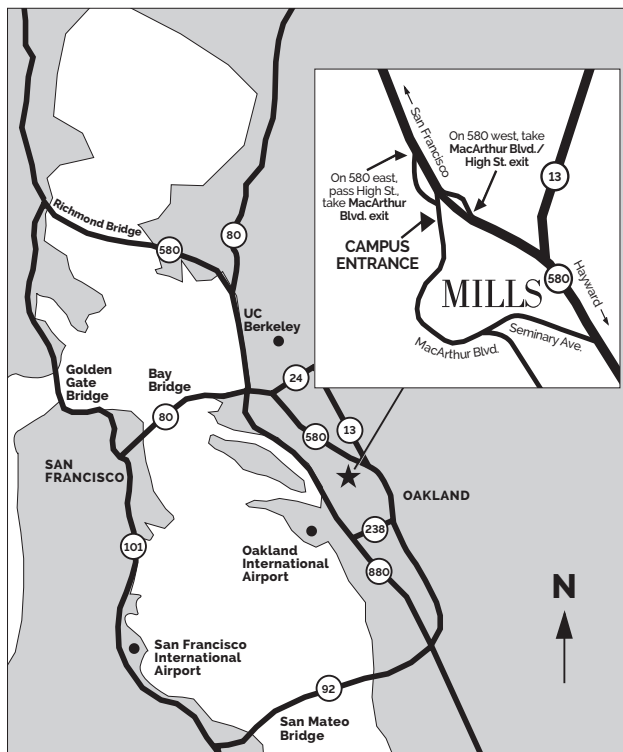 San Francisco
On 580 west, take
MacArthur Blvd./
High St. exit
On 580 east,
pass High St.,
take MacArthur
Blvd. exit
13
CAMPUS
ENTRANCE
580
Hayward
MILLS
Seminary Ave.
MacArthur Blvd.
Richmond Bridge
580
80
UC
Berkeley
Golden
Gate
Bridge
Bay
Bridge
24
80
580
13
SAN
FRANCISCO
OAKLAND
238
101
Oakland
International
Airport
880
N
San Francisco
International
Airport
92
San Mateo
Bridge